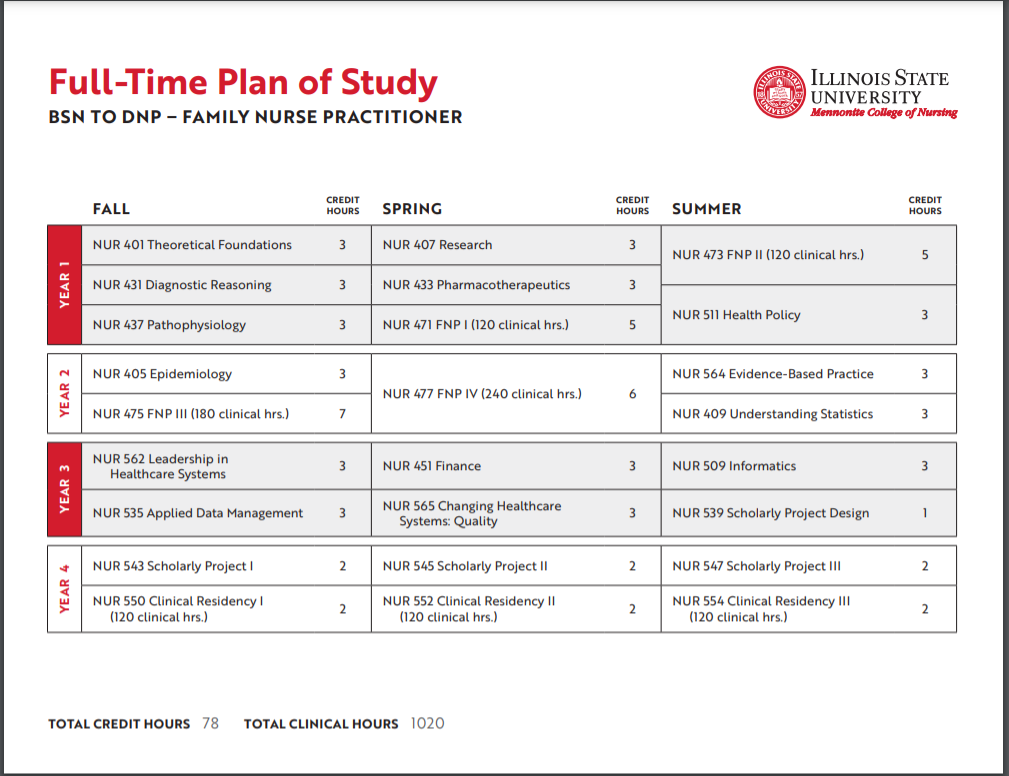 Full-Time Plan of Study
BSN TO DNP – FAMILY NURSE PRACTITIONER
ILLINOIS STATE UNIVERSITY
ILLINOIS STATE
UNIVERSITY
Mennonite College of Nursing
FALL CREDIT HOURS SPRING CREDIT HOURS SUMMER CREDIT HOURS
YEAR 1
NUR 401 Theoretical Foundations 3
NUR 431 Diagnostic Reasoning 3
NUR 437 Pathophysiology 3
NUR 407 Research 3
NUR 433 Pharmacotherapeutics 3
NUR 471 FNP I (120 clinical hrs.) 5
NUR 473 FNP II (120 clinical hrs.) 5
NUR 511 Health Policy 3
YEAR 2
NUR 405 Epidemiology 3
NUR 475 FNP III (180 clinical hrs.) 7
NUR 477 FNP IV (240 clinical hrs.) 6
NUR 564 Evidence-Based Practice 3
NUR 409 Understanding Statistics 3
YEAR 3
NUR 562 Leadership in
Healthcare Systems 3
NUR 535 Applied Data Management 3
NUR 451 Finance 3
NUR 565 Changing Healthcare
Systems: Quality 3
NUR 509 Informatics 3
NUR 539 Scholarly Project Design 1
YEAR 4
NUR 543 Scholarly Project I 2
NUR 550 Clinical Residency I
(120 clinical hrs.) 2
NUR 545 Scholarly Project II 2
NUR 552 Clinical Residency II
(120 clinical hrs.) 2
NUR 547 Scholarly Project III 2
NUR 554 Clinical Residency III
(120 clinical hrs.) 2
TOTAL CREDIT HOURS 78 TOTAL CLINICAL HOURS 1020